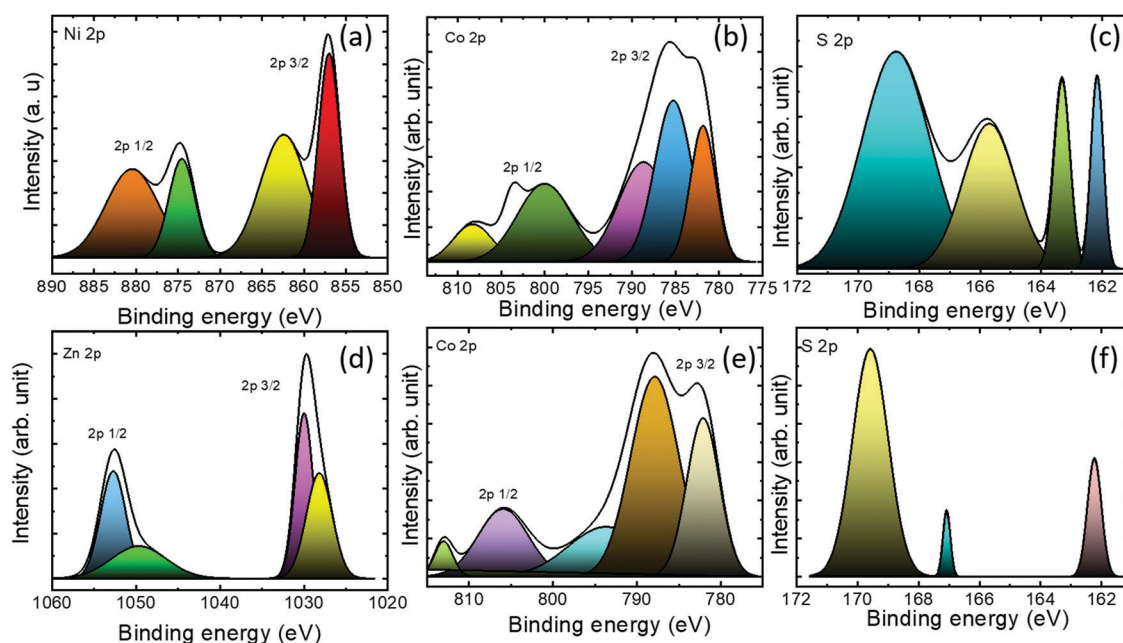 Ni 2p
(a)
2p 3/2
2p 1/2
Intensity (a. u)
890 885 880 875 870 865 860 855 850
Binding energy (eV)
Co 2p
(b)
2p 3/2
2p 1/2
Intensity (arb. unit)
810 805 800 795 790 785 780 775
Binding energy (eV)
S 2p
(c)
Intensity (arb. unit)
172 170 168 166 164 162
Binding energy (eV)
Zn 2p
(d)
2p 3/2
2p 1/2
Intensity (arb. unit)
1060 1050 1040 1030 1020
Binding energy (eV)
Co 2p
(e)
2p 3/2
2p 1/2
Intensity (arb. unit)
810 800 790 780
Binding energy (eV)
S 2p
(f)
Intensity (arb. unit)
172 170 168 166 164 162
Binding energy (eV)